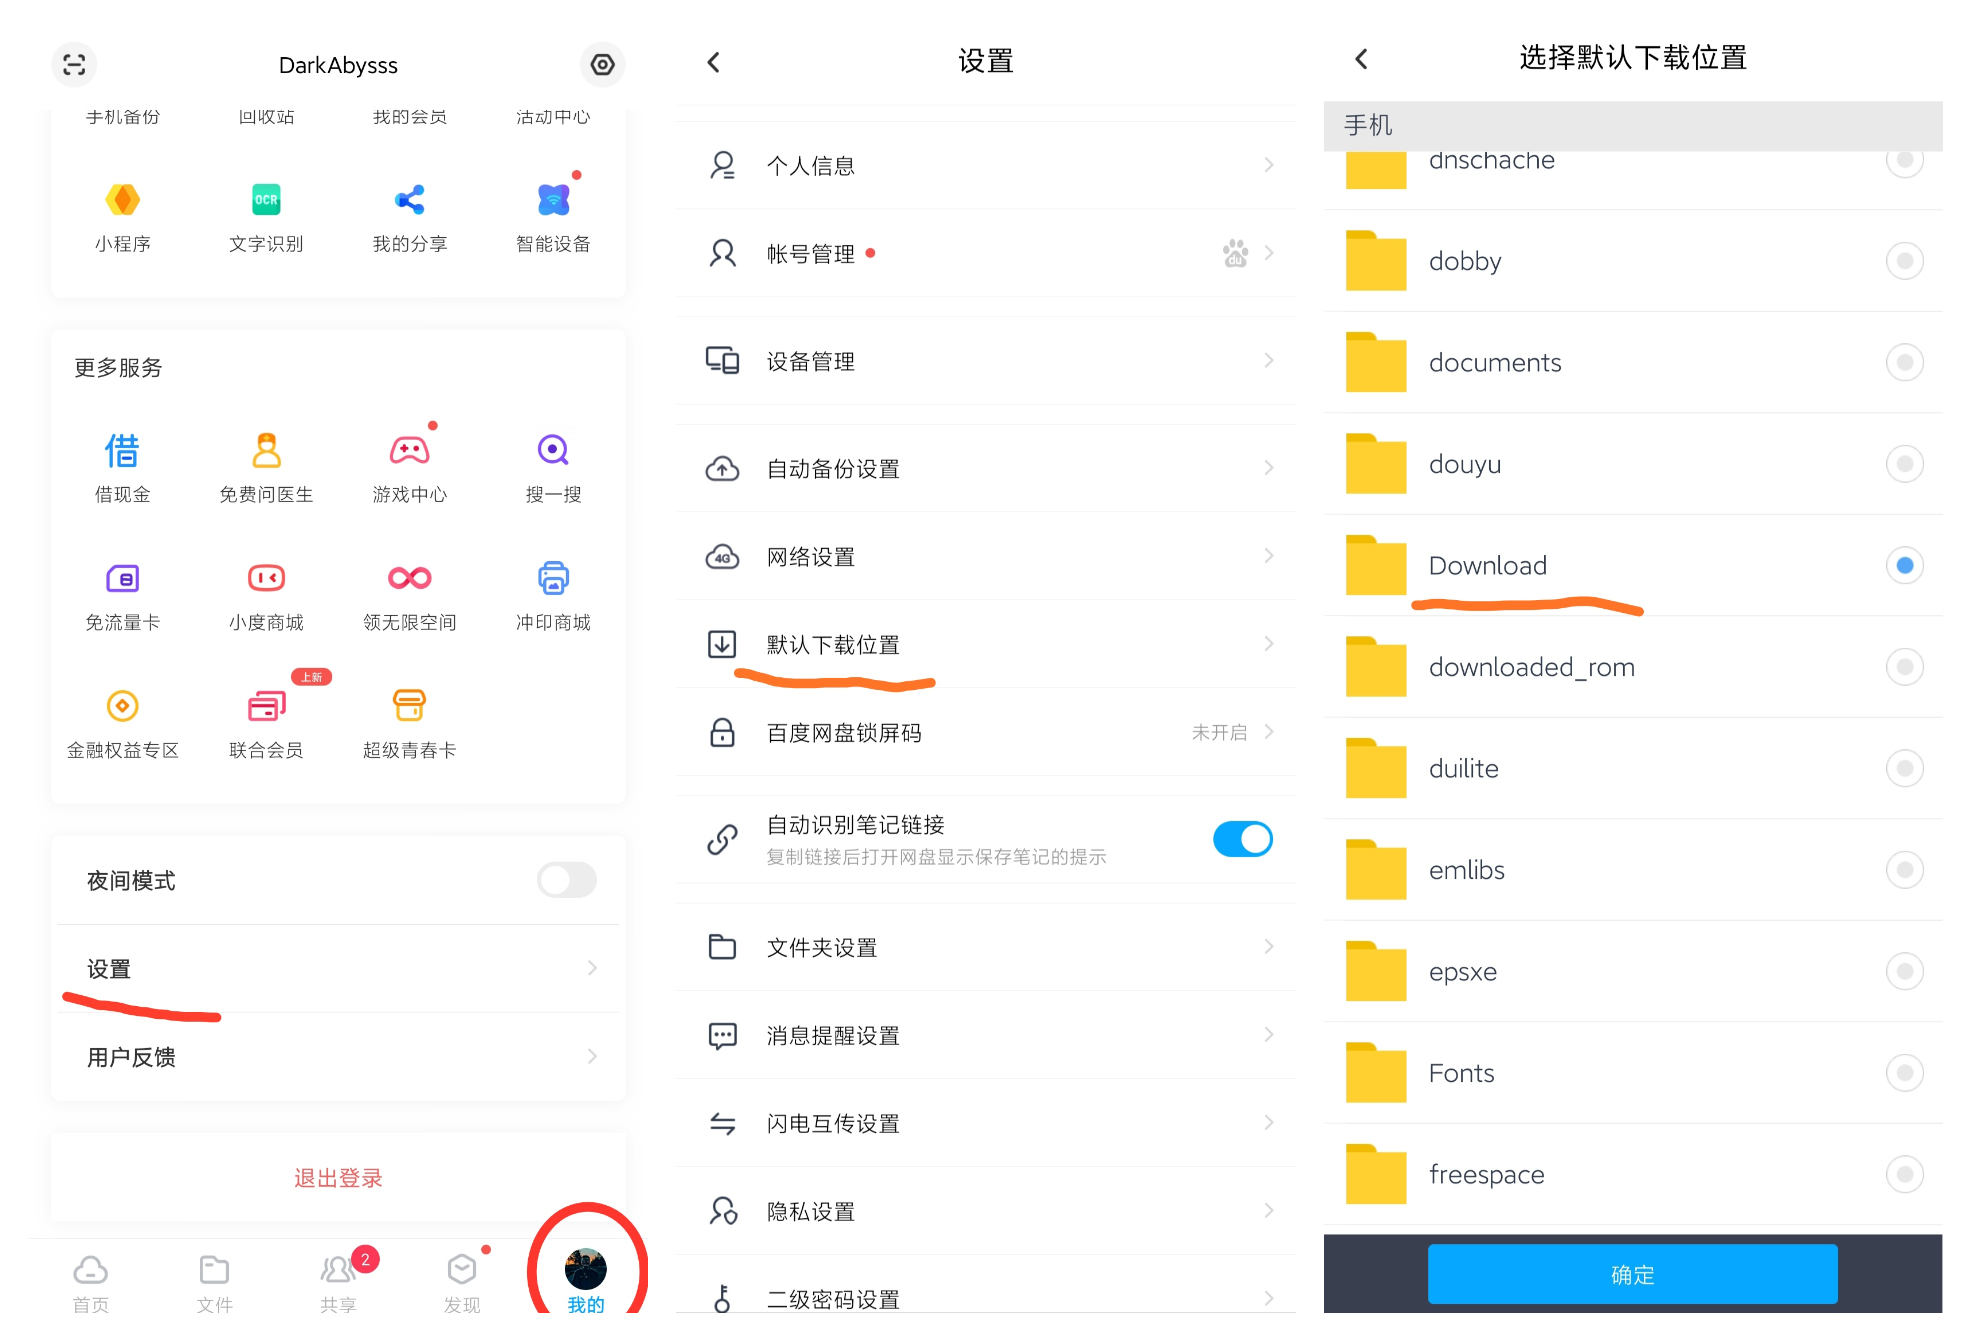 DarkAbysss
手机备份 回收站 我的会员 活动中心
OCR
小程序 文字识别 我的分享 智能设备
更多服务
借
借现金 免费问医生 游戏中心 搜一搜
免流量卡 小度商城 领无限空间 冲印商城
上新
金融权益专区 联合会员 超级青春卡
夜间模式
设置
用户反馈
退出登录
2
首页 文件 共享 发现 我的
设置
个人信息
帐号管理
du
设备管理
自动备份设置
4G
网络设置
默认下载位置
百度网盘锁屏码 未开启
自动识别笔记链接
复制链接后打开网盘显示保存笔记的提示
文件夹设置
消息提醒设置
闪电互传设置
隐私设置
二级密码设置
选择默认下载位置
手机
dnschache
dobby
documents
douyu
Download
downloaded_rom
duilite
emlibs
epsxe
Fonts
freespace
确定